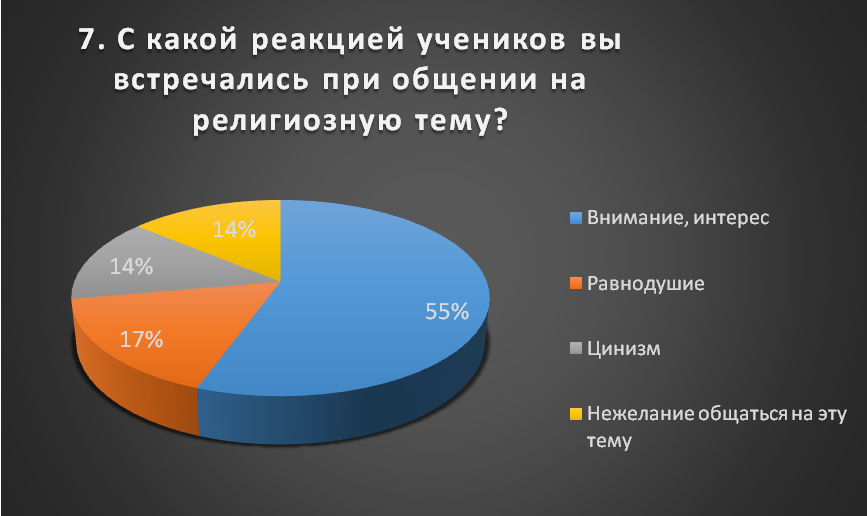 7. С какой реакцией учеников вы
встречались при общении на
религиозную тему?
14%
14%
17%
55%
Внимание, интерес
Равнодушие
Цинизм
Нежелание общаться на эту
тему